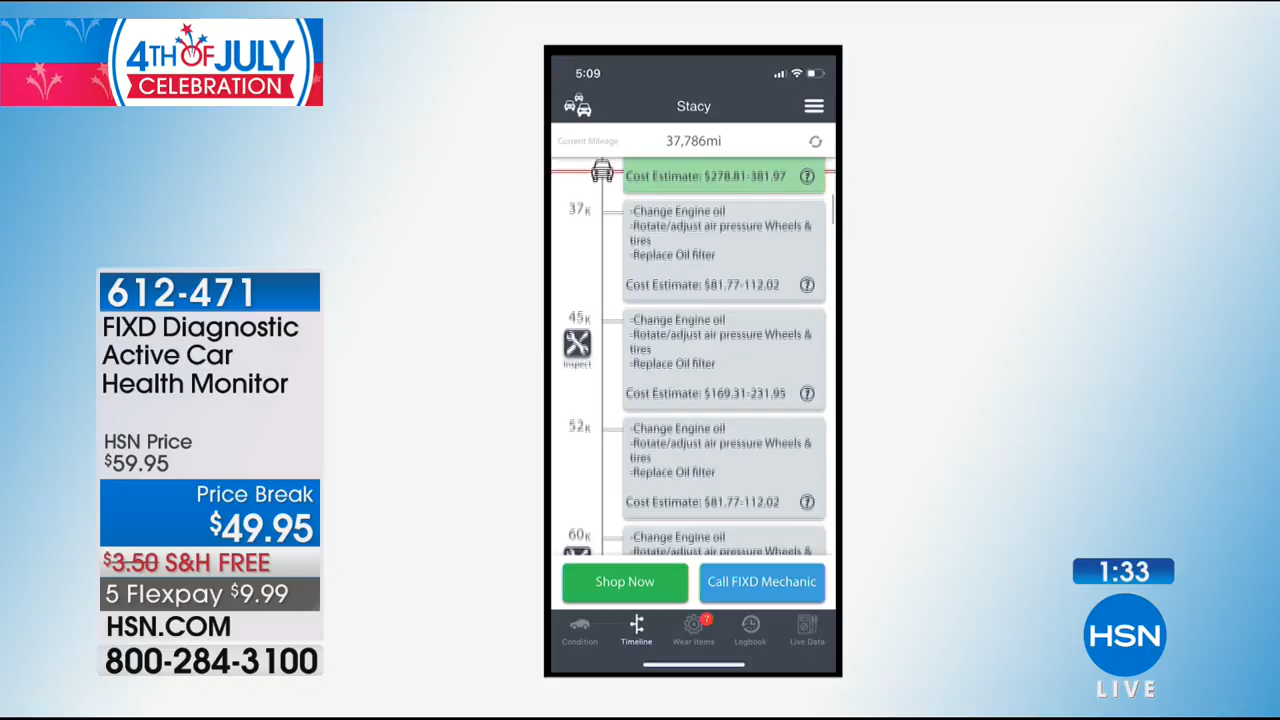 4TH OF JULY
CELEBRATION
612-471
FIXD Diagnostic
Active Car
Health Monitor
HSN Price
$59.95
Price Break
$49.95
$3.50 S&H FREE
5 Flexpay $9.99
HSN.COM
800-284-3100
5:09
Stacy
Current Mileage
37,786mi
Cost Estimate: $278.81-381.97
37K
-Change Engine oil
-Rotate/adjust air pressure Wheels &
tires
-Replace Oil filter
Cost Estimate: $81.77-112.02
45K
Inspect
-Change Engine oil
-Rotate/adjust air pressure Wheels &
tires
-Replace Oil filter
Cost Estimate: $169.31-231.95
52K
-Change Engine oil
-Rotate/adjust air pressure Wheels &
tires
-Replace Oil filter
Cost Estimate: $81.77-112.02
60K
-Change Engine oil
-Rotate/adjust air pressure Wheels &
Shop Now
Call FIXD Mechanic
Condition
Timeline
Wear Items
7
Logbook
Live Data
1:33
HSN
LIVE